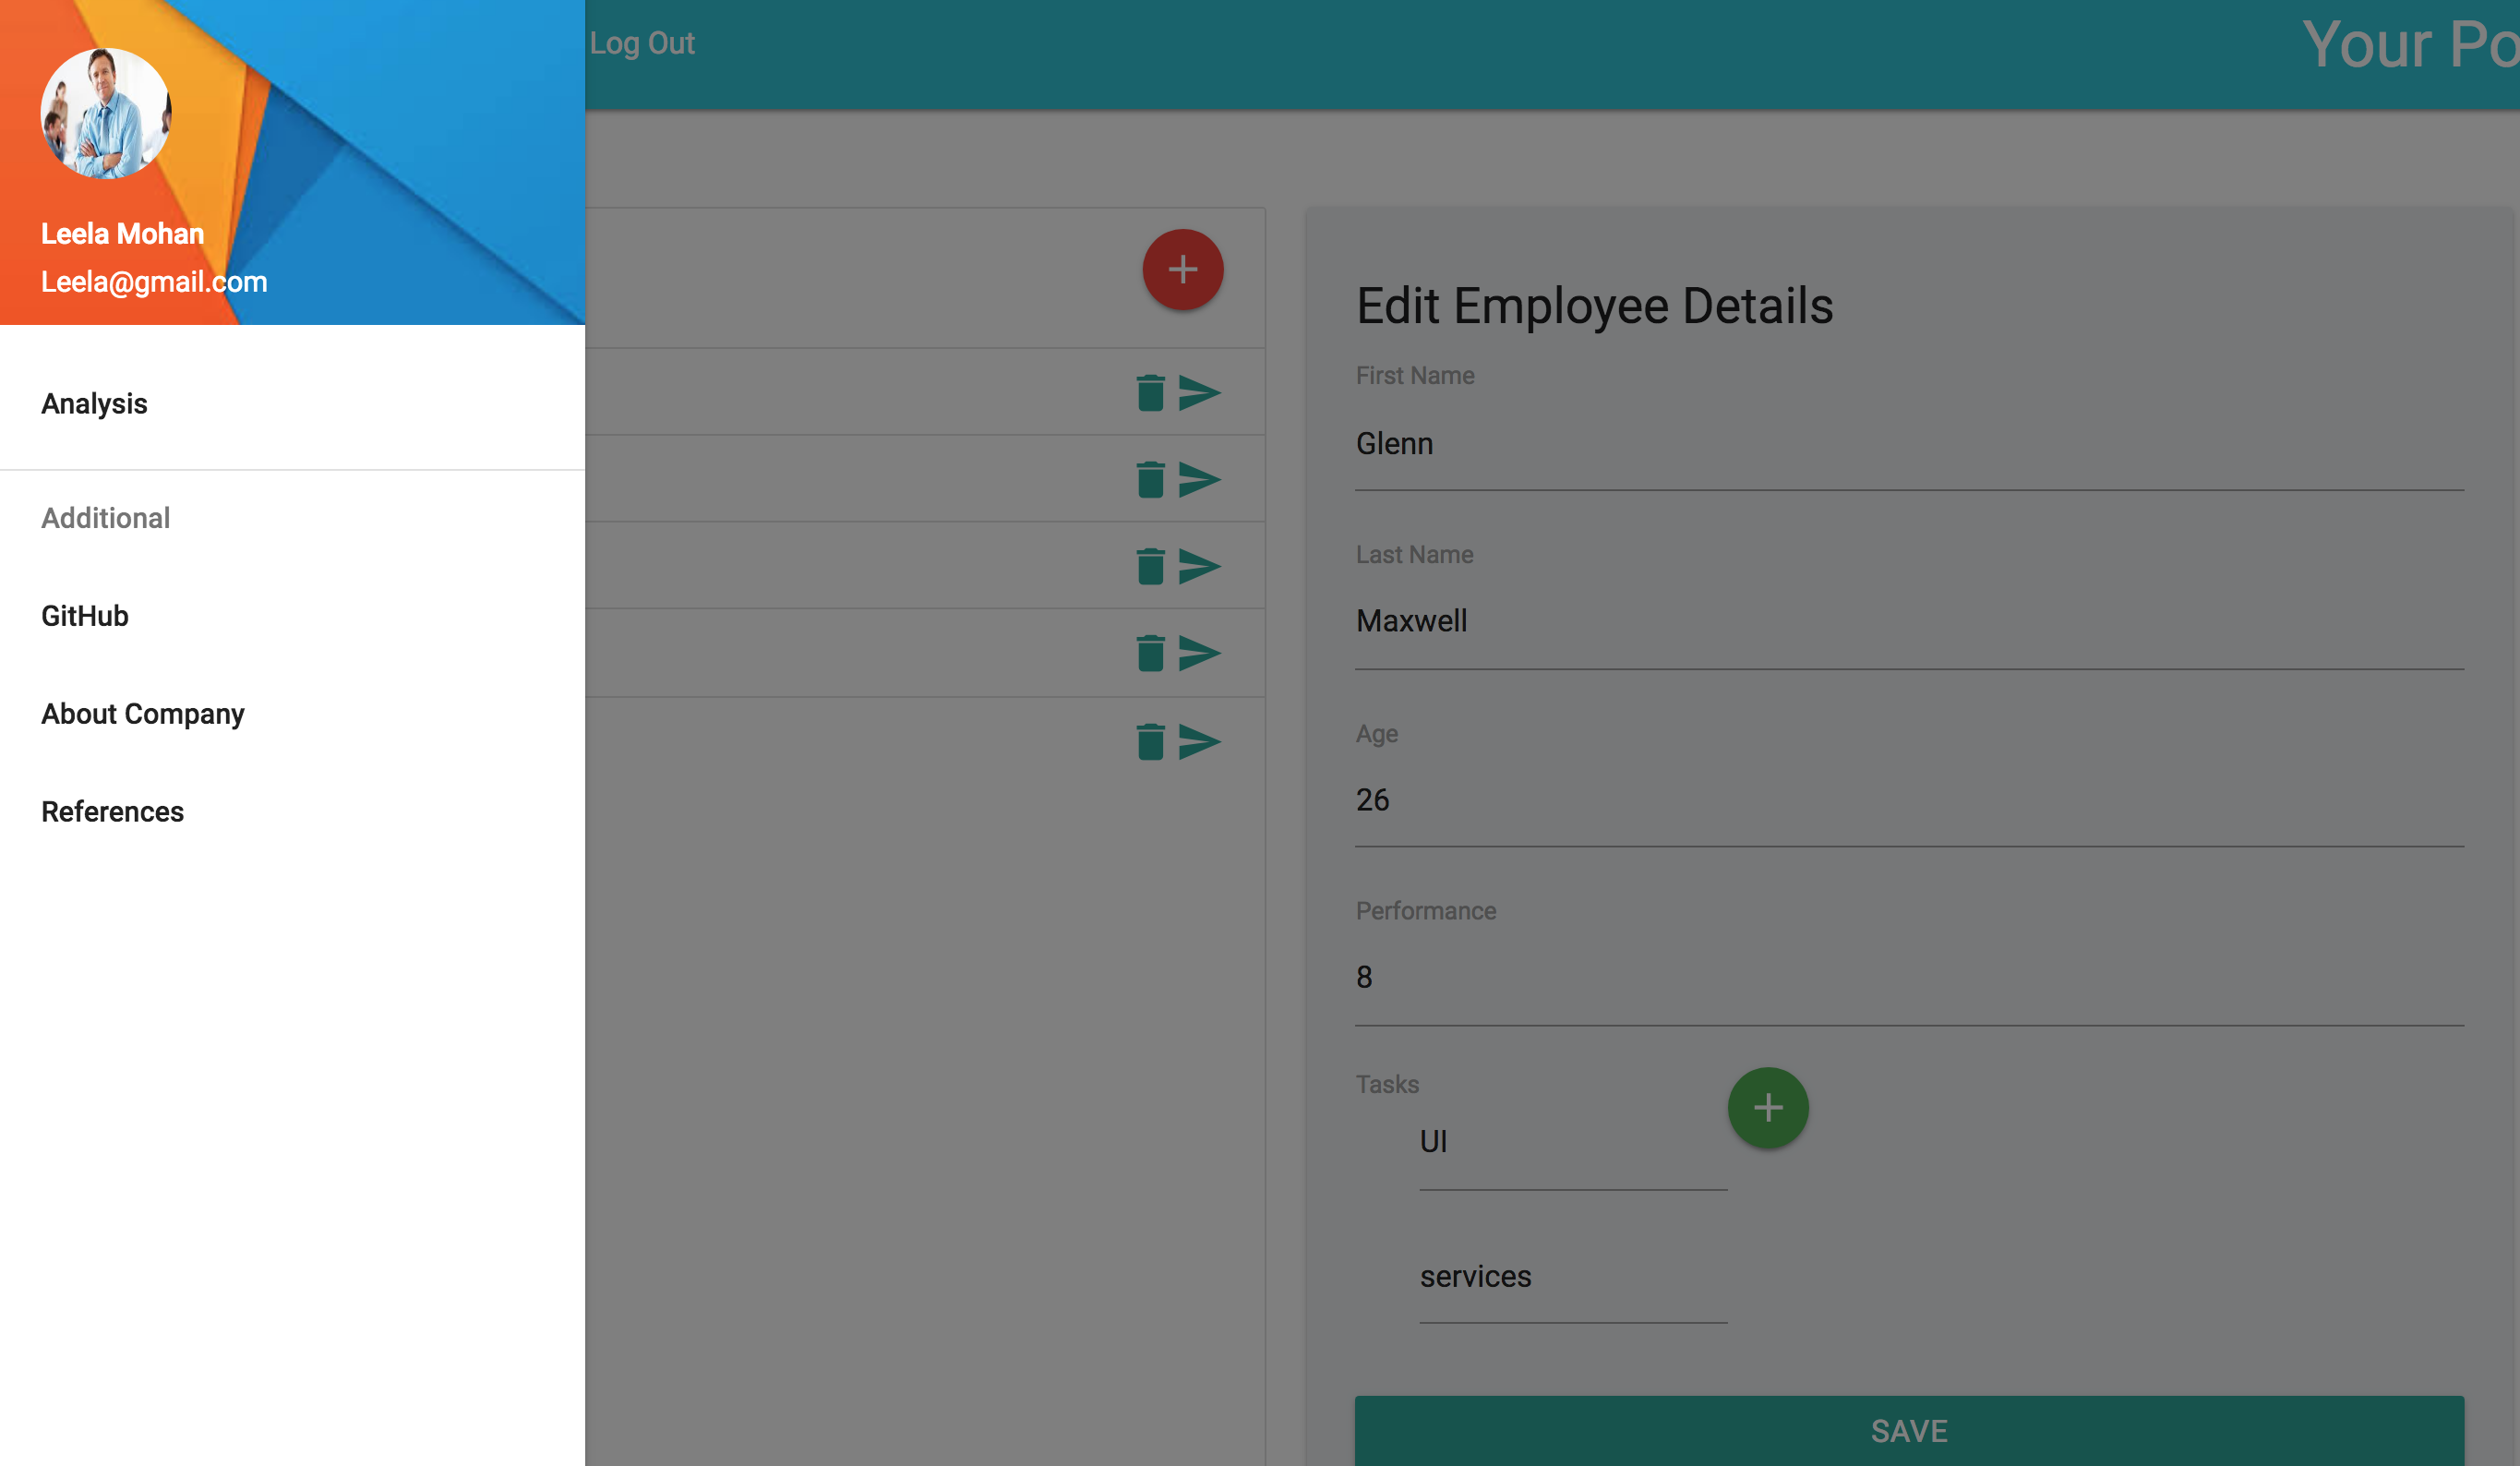 Leela Mohan
Leela@gmail.com
Analysis
Additional
GitHub
About Company
References
Log Out
Your
Edit Employee Details
First Name
Glenn
Last Name
Maxwell
Age
26
Performance
8
Tasks
UI
services
SAVE